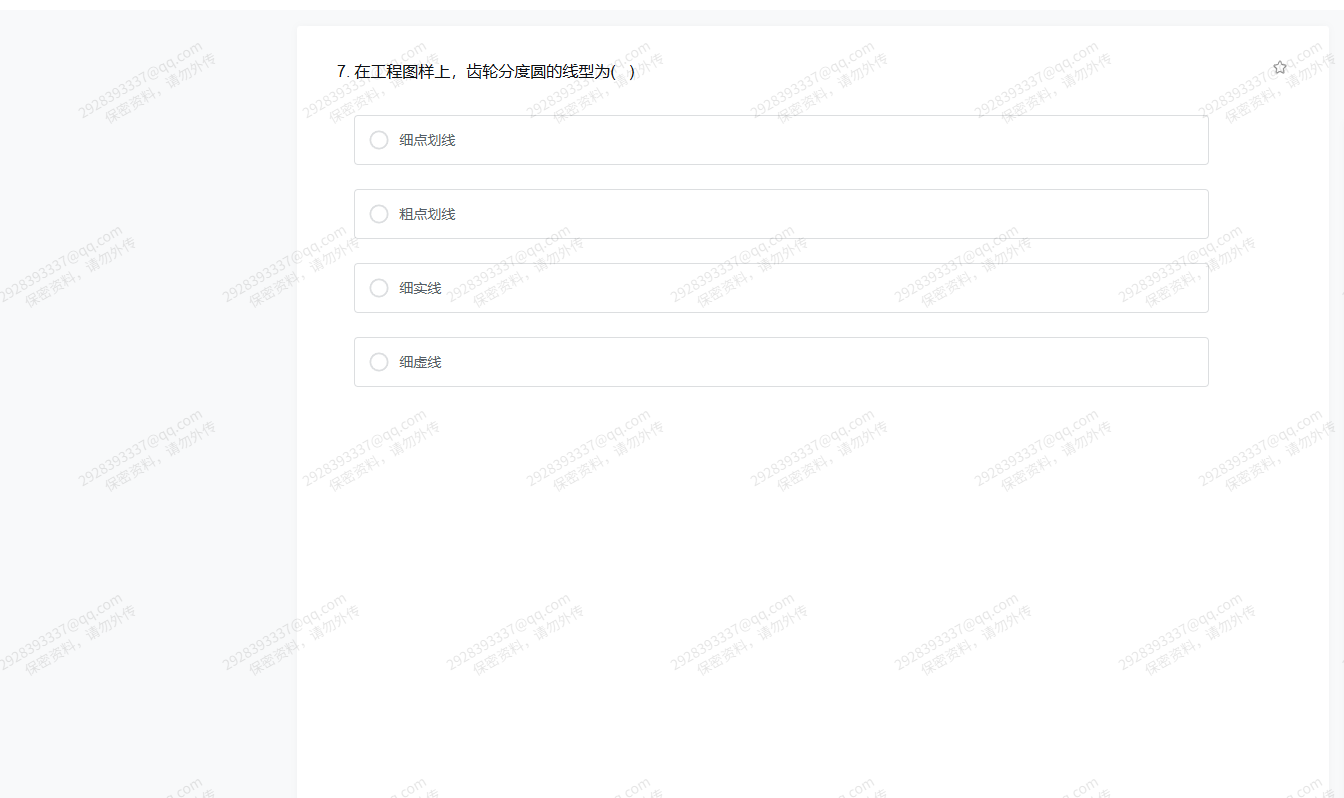 7. 在工程图样上，齿轮分度圆的线型为(   )
细点划线
粗点划线
细实线
细虚线
2928393337@qq.com
保密资料，请勿外传